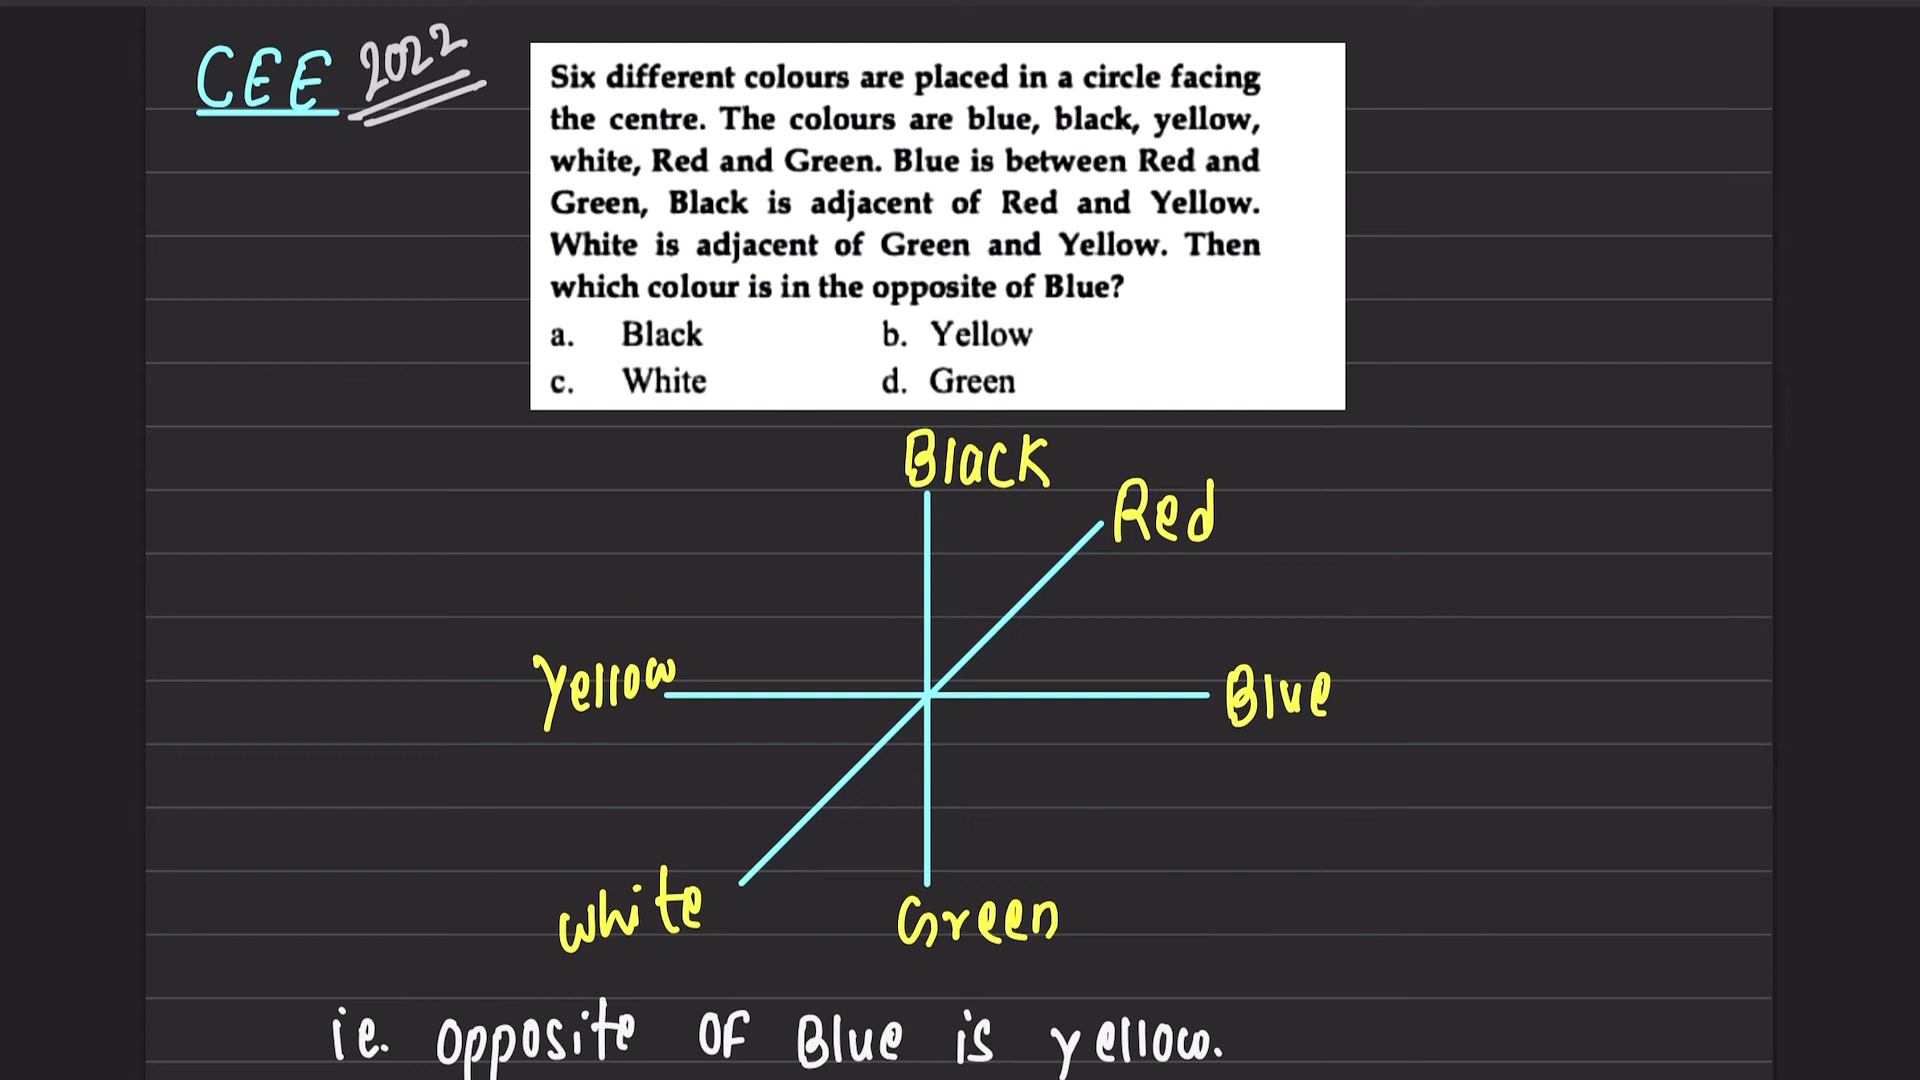 CEE 2022
Six different colours are placed in a circle facing
the centre. The colours are blue, black, yellow,
white, Red and Green. Blue is between Red and
Green, Black is adjacent of Red and Yellow.
White is adjacent of Green and Yellow. Then
which colour is in the opposite of Blue?
a. Black b. Yellow
c. White d. Green
Black
Red
Yellow
Blue
white
Green
ie. opposite OF Blue is yellow.